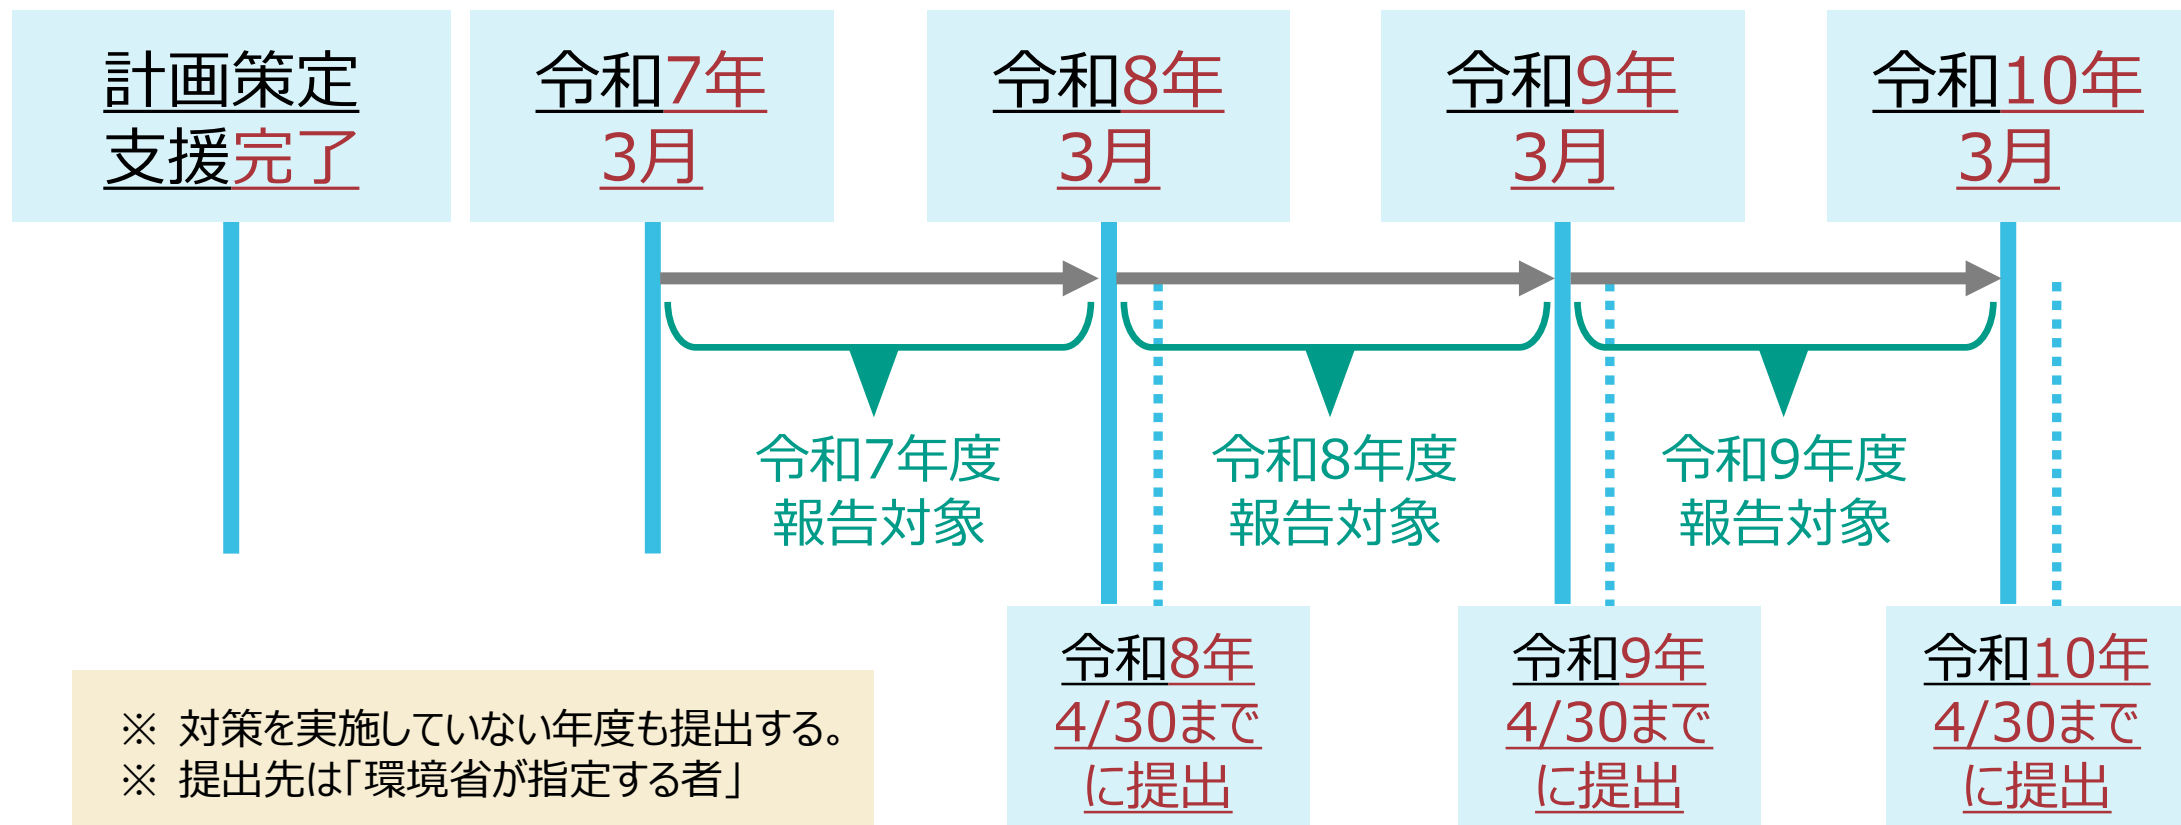 計画策定
支援完了
令和7年
3月
令和8年
3月
令和9年
3月
令和10年
3月
令和7年度
報告対象
令和8年度
報告対象
令和9年度
報告対象
令和8年
4/30まで
に提出
令和9年
4/30まで
に提出
令和10年
4/30まで
に提出
※ 対策を実施していない年度も提出する。
※ 提出先は「環境省が指定する者」